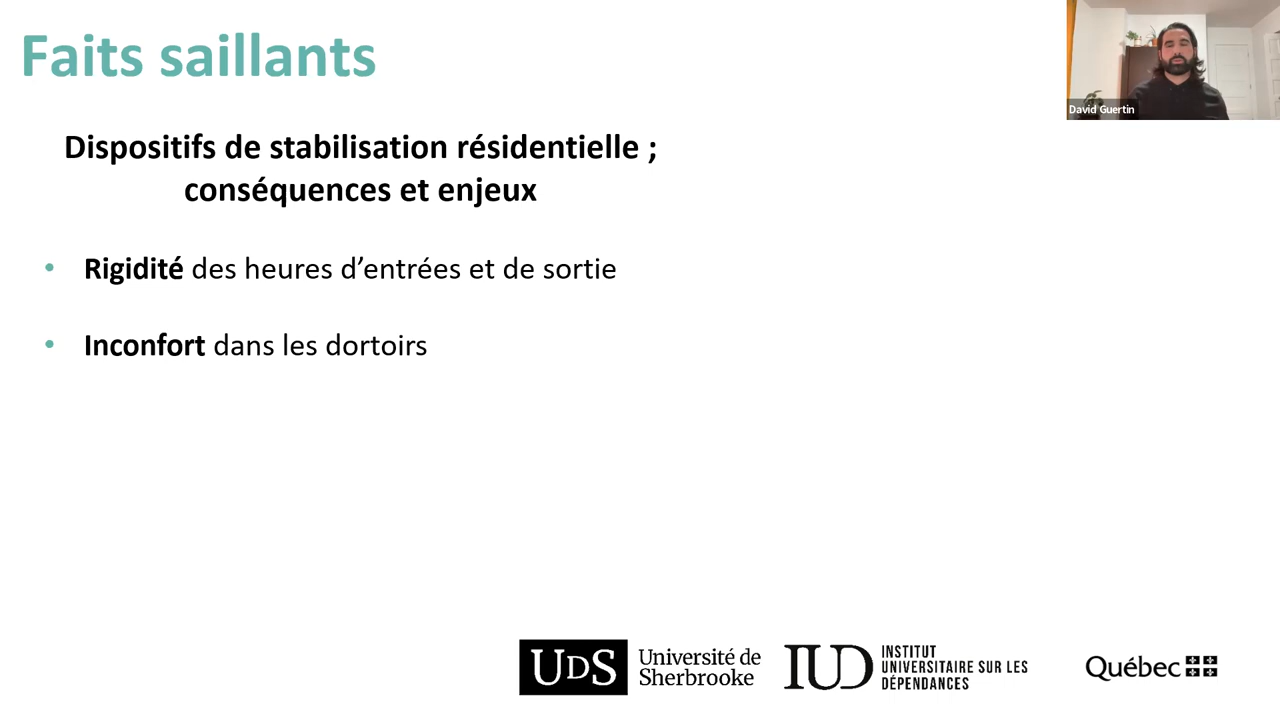 Faits saillants
David Guertin
Dispositifs de stabilisation résidentielle ;
conséquences et enjeux
• Rigidité des heures d’entrées et de sortie
• Inconfort dans les dortoirs
UDS
Université de
Sherbrooke
IUD
INSTITUT
UNIVERSITAIRE SUR LES
DÉPENDANCES
Québec